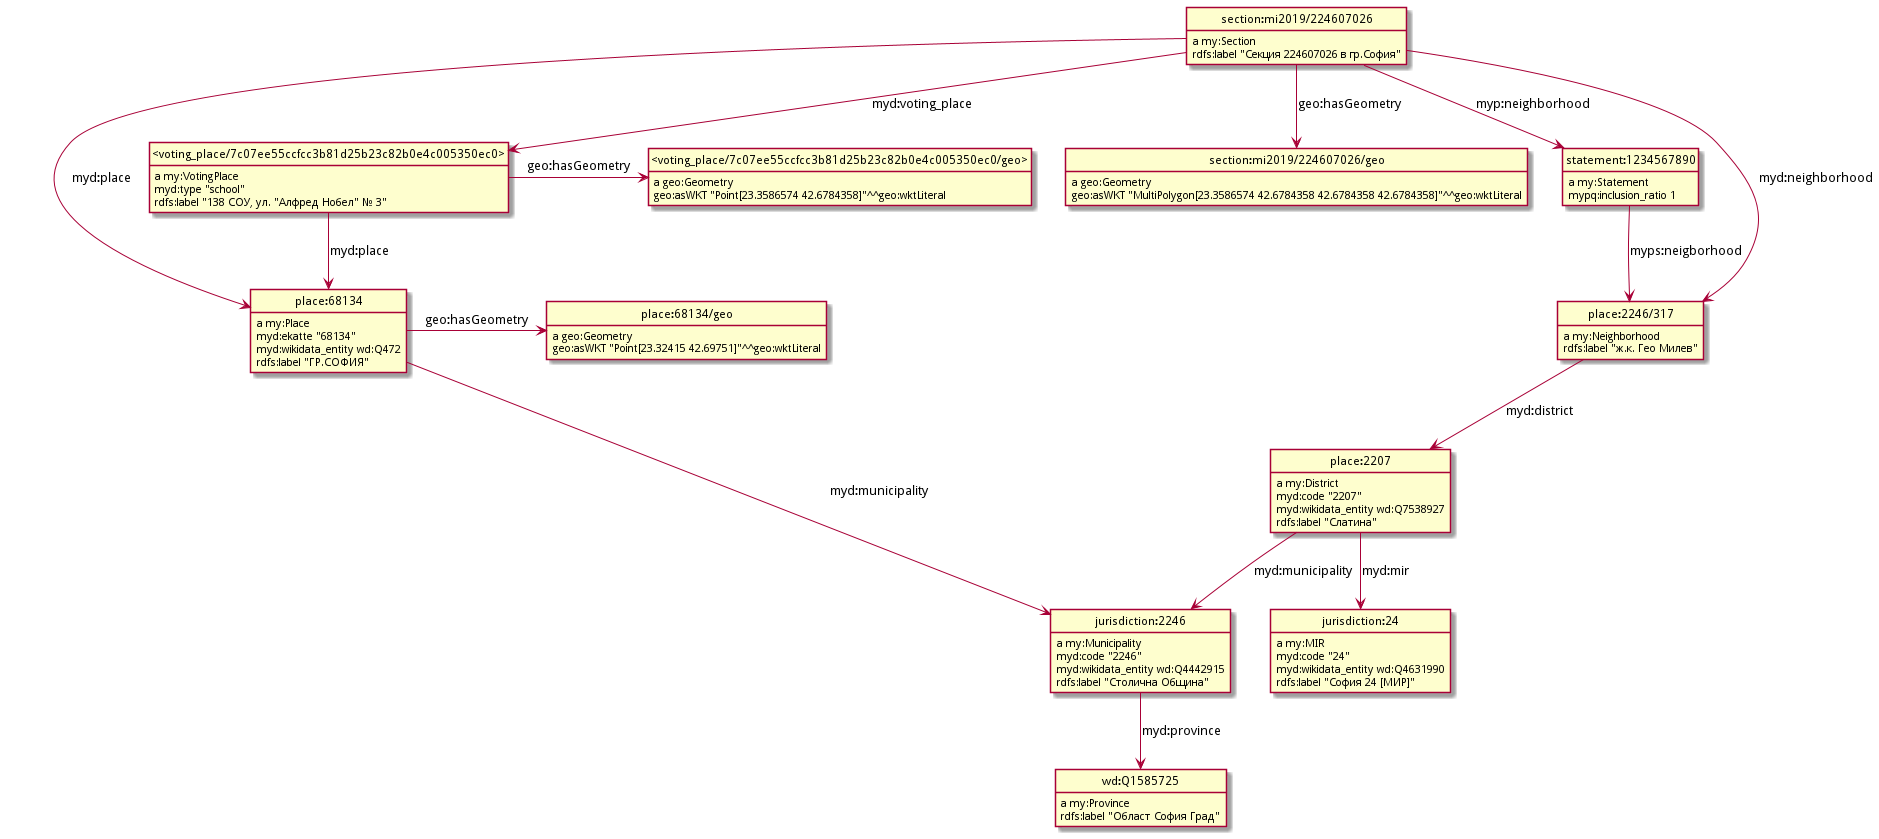 section:mi2019/224607026
a my:Section
rdfs:label "Секция 224607026 в гр.София"
myd:voting_place
geo:hasGeometry
myp:neighborhood
<voting_place/7c07ee55ccfcc3b81d25b23c82b0e4c005350ec0>
a my:VotingPlace
myd:type "school"
rdfs:label "138 СОУ, ул. "Алфред Нобел" № 3"
geo:hasGeometry
<voting_place/7c07ee55ccfcc3b81d25b23c82b0e4c005350ec0/geo>
a geo:Geometry
geo:asWKT "Point[23.3586574 42.6784358]"^^geo:wktLiteral
section:mi2019/224607026/geo
a geo:Geometry
geo:asWKT "MultiPolygon[23.3586574 42.6784358 42.6784358 42.6784358]"^^geo:wktLiteral
statement:1234567890
a my:Statement
mypq:inclusion_ratio 1
myd:place
myd:neighborhood
myd:place
myps:neigborhood
place:68134
a my:Place
myd:ekatte "68134"
myd:wikidata_entity wd:Q472
rdfs:label "ГР.СОФИЯ"
geo:hasGeometry
place:68134/geo
a geo:Geometry
geo:asWKT "Point[23.32415 42.69751]"^^geo:wktLiteral
place:2246/317
a my:Neighborhood
rdfs:label "ж.к. Гео Милев"
myd:district
place:2207
a my:District
myd:code "2207"
myd:wikidata_entity wd:Q7538927
rdfs:label "Слатина"
myd:municipality
myd:municipality
myd:mir
jurisdiction:2246
a my:Municipality
myd:code "2246"
myd:wikidata_entity wd:Q4442915
rdfs:label "Столична Община"
jurisdiction:24
a my:MIR
myd:code "24"
myd:wikidata_entity wd:Q4631990
rdfs:label "София 24 [МИР]"
myd:province
wd:Q1585725
a my:Province
rdfs:label "Област София Град"